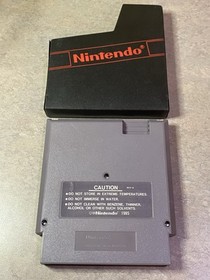 Nintendo®
CAUTION
●DO NOT STORE IN EXTREME TEMPERATURES.
●DO NOT IMMERSE IN WATER.
●DO NOT CLEAN WITH BENZENE, THINNER,
ALCOHOL OR OTHER SUCH SOLVENTS.
©Nintendo 1985